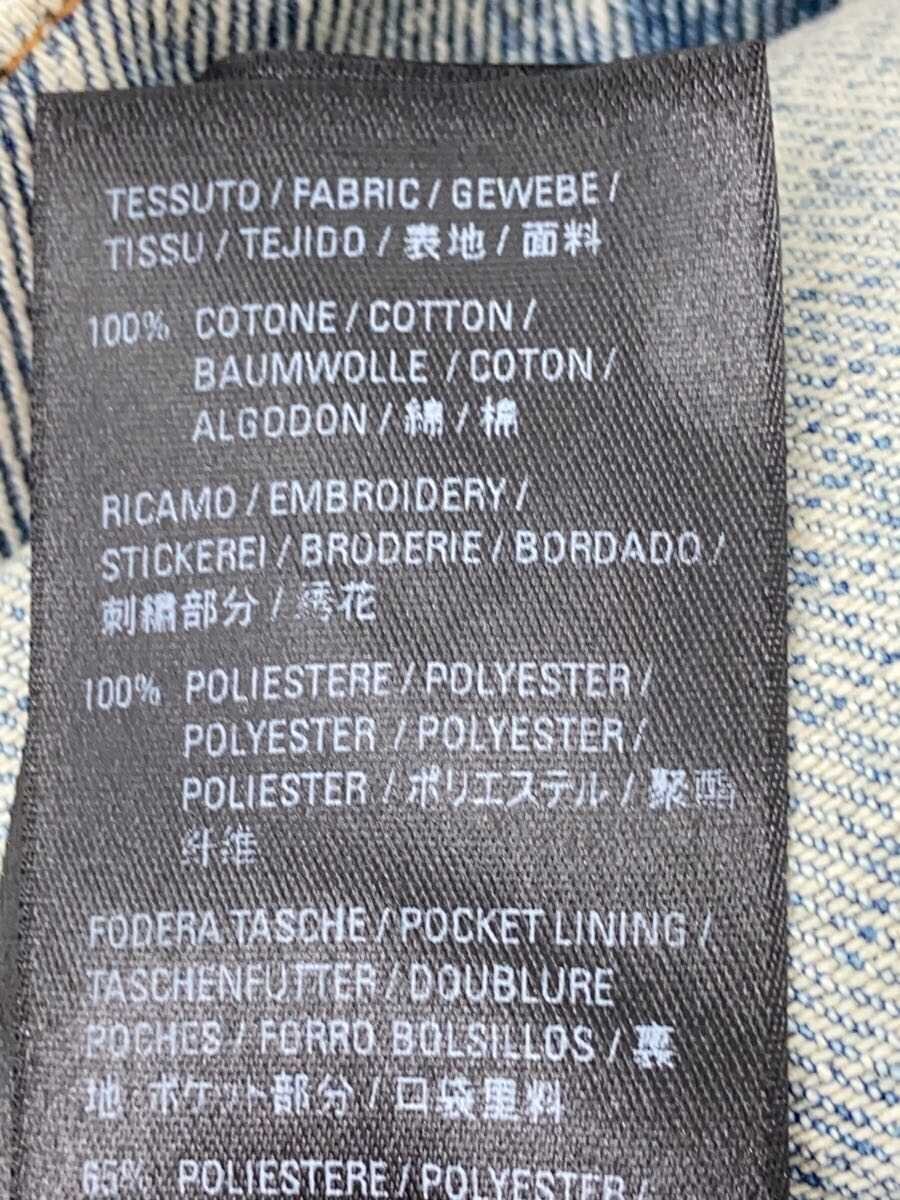 TESSUTO / FABRIC / GEWEBE /
TISSU / TEJIDO / 表地 / 面料
100% COTONE / COTTON /
BAUMWOLLE / COTON /
ALGODON / 綿 / 棉
RICAMO / EMBROIDERY /
STICKEREI / BRODERIE / BORDADO /
刺繍部分 / 绣花
100% POLIESTERE / POLYESTER /
POLYESTER / POLYESTER /
POLIESTER / ポリエステル / 聚酯
纤维
FODERA TASCHE / POCKET LINING /
TASCHENFUTTER / DOUBLURE
POCHES / FORRO BOLSILLOS / 裏
地 ポケット部分 / 口袋里料
65% POLIESTERE / POLYESTER /